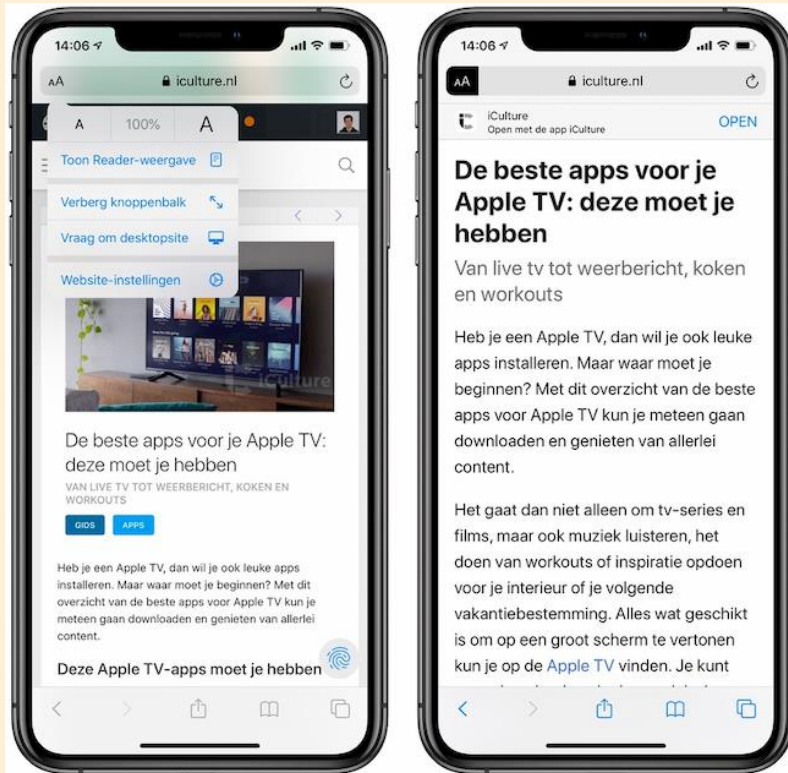 14:06
AA iculture.nl
A 100% A
Toon Reader-weergave
Verberg knoppenbalk
Vraag om desktopsite
Website-instellingen
iCulture
De beste apps voor je Apple TV:
deze moet je hebben
VAN LIVE TV TOT WEERBERICHT, KOKEN EN
WORKOUTS
GIDS APPS
Heb je een Apple TV, dan wil je ook leuke apps
installeren. Maar waar moet je beginnen? Met dit
overzicht van de beste apps voor Apple TV kun je
meteen gaan downloaden en genieten van allerlei
content.
Deze Apple TV-apps moet je hebben
14:06
AA iculture.nl
iCulture
Open met de app iCulture
OPEN
De beste apps voor je
Apple TV: deze moet je
hebben
Van live tv tot weerbericht, koken
en workouts
Heb je een Apple TV, dan wil je ook leuke
apps installeren. Maar waar moet je
beginnen? Met dit overzicht van de beste
apps voor Apple TV kun je meteen gaan
downloaden en genieten van allerlei
content.
Het gaat dan niet alleen om tv-series en
films, maar ook muziek luisteren, het
doen van workouts of inspiratie opdoen
voor je interieur of je volgende
vakantiebestemming. Alles wat geschikt
is om op een groot scherm te vertonen
kun je op de Apple TV vinden. Je kunt